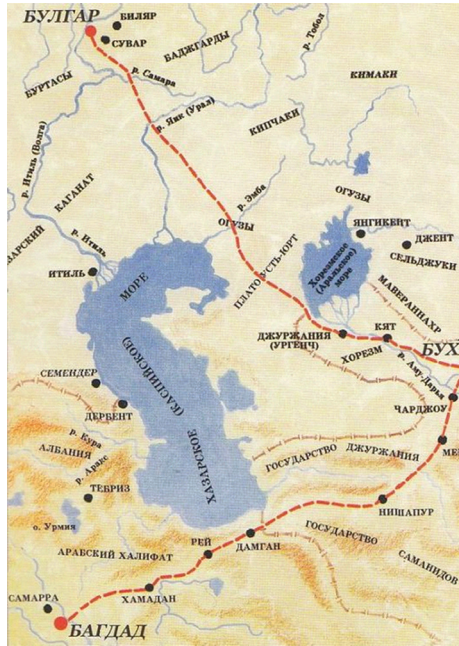 БУЛГАР
БИЛЯР
СУВАР
БАДЖГАРДЫ
р. Тобол
БУРТАСЫ
р. Самара
КИМАКИ
р. Яик (Урал)
КИПЧАКИ
р. Итиль (Волга)
КАГАНАТ
ЗАРСКИЙ
р. Эмба
ОГУЗЫ
ОГУЗЫ
ЯНГИКЕНТ
ДЖЕНТ
СЕЛЬДЖУКИ
р. Итиль
ИТИЛЬ
МОРЕ
ПЛАТО УСТЬ-ЮРТ
Хорезмское
(Аральское)
море
МАВЕРАННАХР
ДЖУРЖАНИЯ
(УРГЕНЧ)
КЯТ
ХОРЕЗМ
БУХ
р. Аму-Дарья
СЕМЕНДЕР
ДЕРБЕНТ
ЧАРДЖОУ
ХАЗАРСКОЕ (КАСПИЙСКОЕ)
р. Кура
АЛБАНИЯ
р. Аракс
ТЕБРИЗ
МЕ
ГОСУДАРСТВО ДЖУРЖАНИЯ
НИШАПУР
о. Урмия
АРАБСКИЙ ХАЛИФАТ
РЕЙ
ДАМГАН
ГОСУДАРСТВО
САМАНИДОВ
ХАМАДАН
САМАРРА
БАГДАД